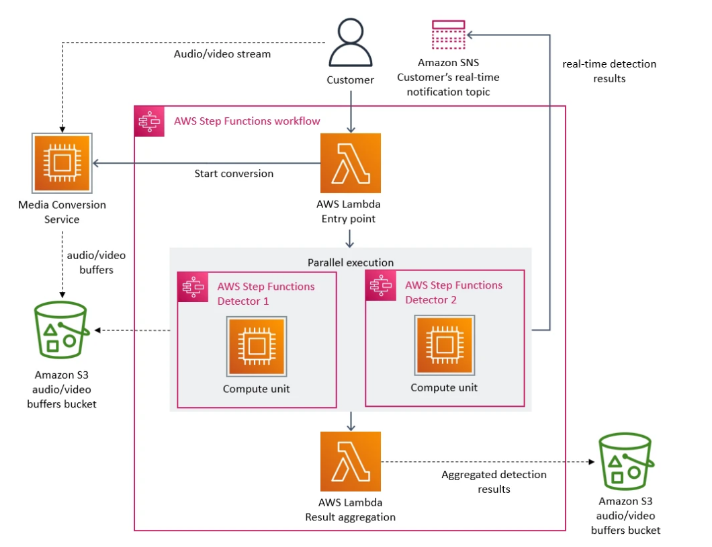 Audio/video stream
Customer
Amazon SNS
Customer's real-time
notification topic
real-time detection
results
AWS Step Functions workflow
Media Conversion
Service
Start conversion
AWS Lambda
Entry point
audio/video
buffers
Parallel execution
AWS Step Functions
Detector 1
Compute unit
AWS Step Functions
Detector 2
Compute unit
Amazon S3
audio/video
buffers bucket
AWS Lambda
Result aggregation
Aggregated detection
results
Amazon S3
audio/video
buffers bucket